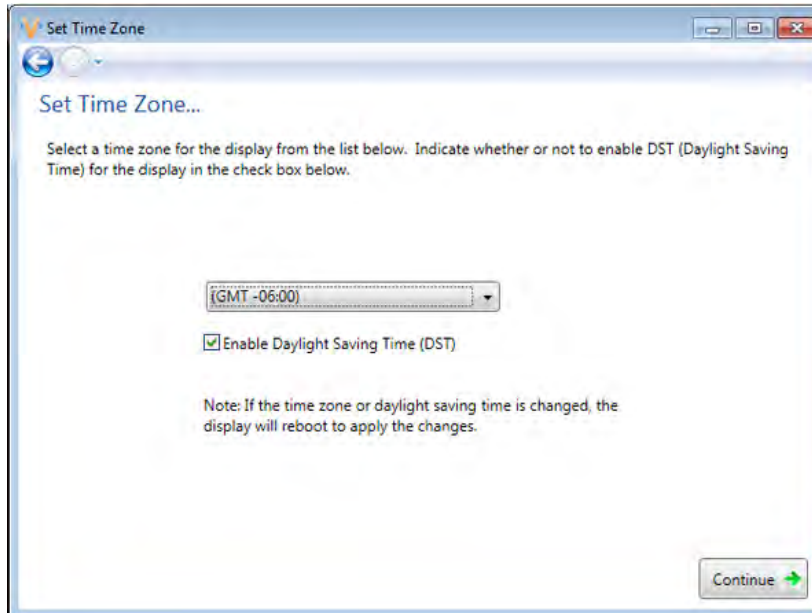 Set Time Zone
Set Time Zone...
Select a time zone for the display from the list below.  Indicate whether or not to enable DST (Daylight Saving
Time) for the display in the check box below.
(GMT -06:00)
Enable Daylight Saving Time (DST)
Note: If the time zone or daylight saving time is changed, the
display will reboot to apply the changes.
Continue